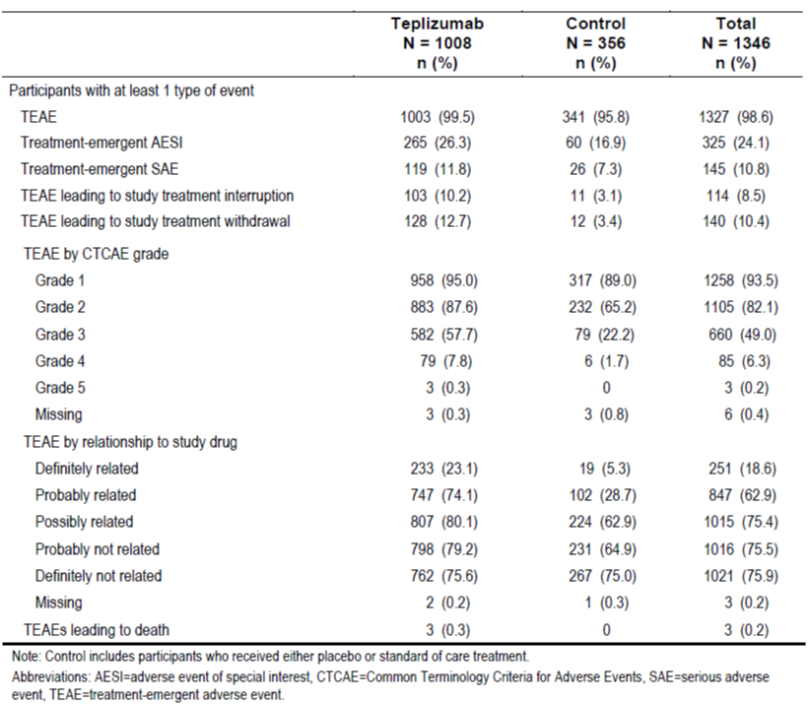 Teplizumab Control Total
N = 1008 N = 356 N = 1346
n (%) n (%) n (%)
Participants with at least 1 type of event
TEAE 1003 (99.5) 341 (95.8) 1327 (98.6)
Treatment-emergent AESI 265 (26.3) 60 (16.9) 325 (24.1)
Treatment-emergent SAE 119 (11.8) 26 (7.3) 145 (10.8)
TEAE leading to study treatment interruption 103 (10.2) 11 (3.1) 114 (8.5)
TEAE leading to study treatment withdrawal 128 (12.7) 12 (3.4) 140 (10.4)
TEAE by CTCAE grade
Grade 1 958 (95.0) 317 (89.0) 1258 (93.5)
Grade 2 883 (87.6) 232 (65.2) 1105 (82.1)
Grade 3 582 (57.7) 79 (22.2) 660 (49.0)
Grade 4 79 (7.8) 6 (1.7) 85 (6.3)
Grade 5 3 (0.3) 0 3 (0.2)
Missing 3 (0.3) 3 (0.8) 6 (0.4)
TEAE by relationship to study drug
Definitely related 233 (23.1) 19 (5.3) 251 (18.6)
Probably related 747 (74.1) 102 (28.7) 847 (62.9)
Possibly related 807 (80.1) 224 (62.9) 1015 (75.4)
Probably not related 798 (79.2) 231 (64.9) 1016 (75.5)
Definitely not related 762 (75.6) 267 (75.0) 1021 (75.9)
Missing 2 (0.2) 1 (0.3) 3 (0.2)
TEAEs leading to death 3 (0.3) 0 3 (0.2)
Note: Control includes participants who received either placebo or standard of care treatment.
Abbreviations: AESI=adverse event of special interest, CTCAE=Common Terminology Criteria for Adverse Events, SAE=serious adverse
event, TEAE=treatment-emergent adverse event.